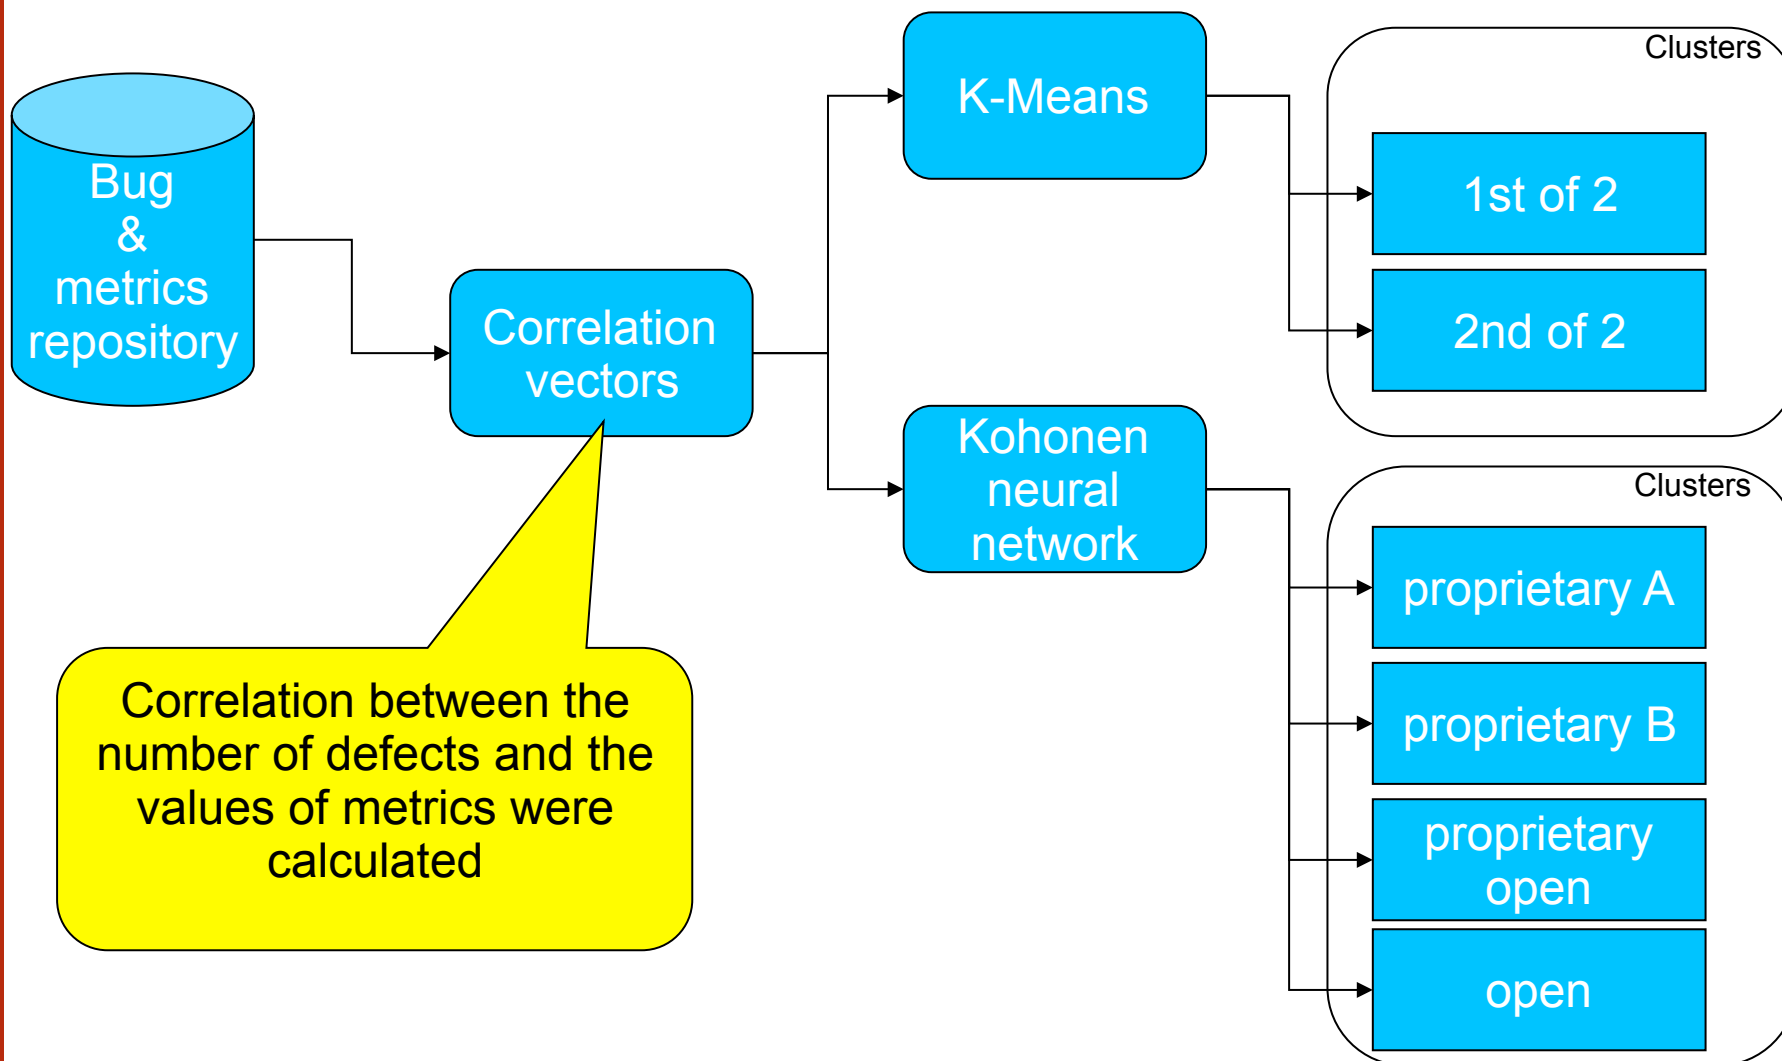 Bug
&
metrics
repository
Correlation
vectors
Correlation between the
number of defects and the
values of metrics were
calculated
K-Means
Kohonen
neural
network
Clusters
1st of 2
2nd of 2
Clusters
proprietary A
proprietary B
proprietary
open
open